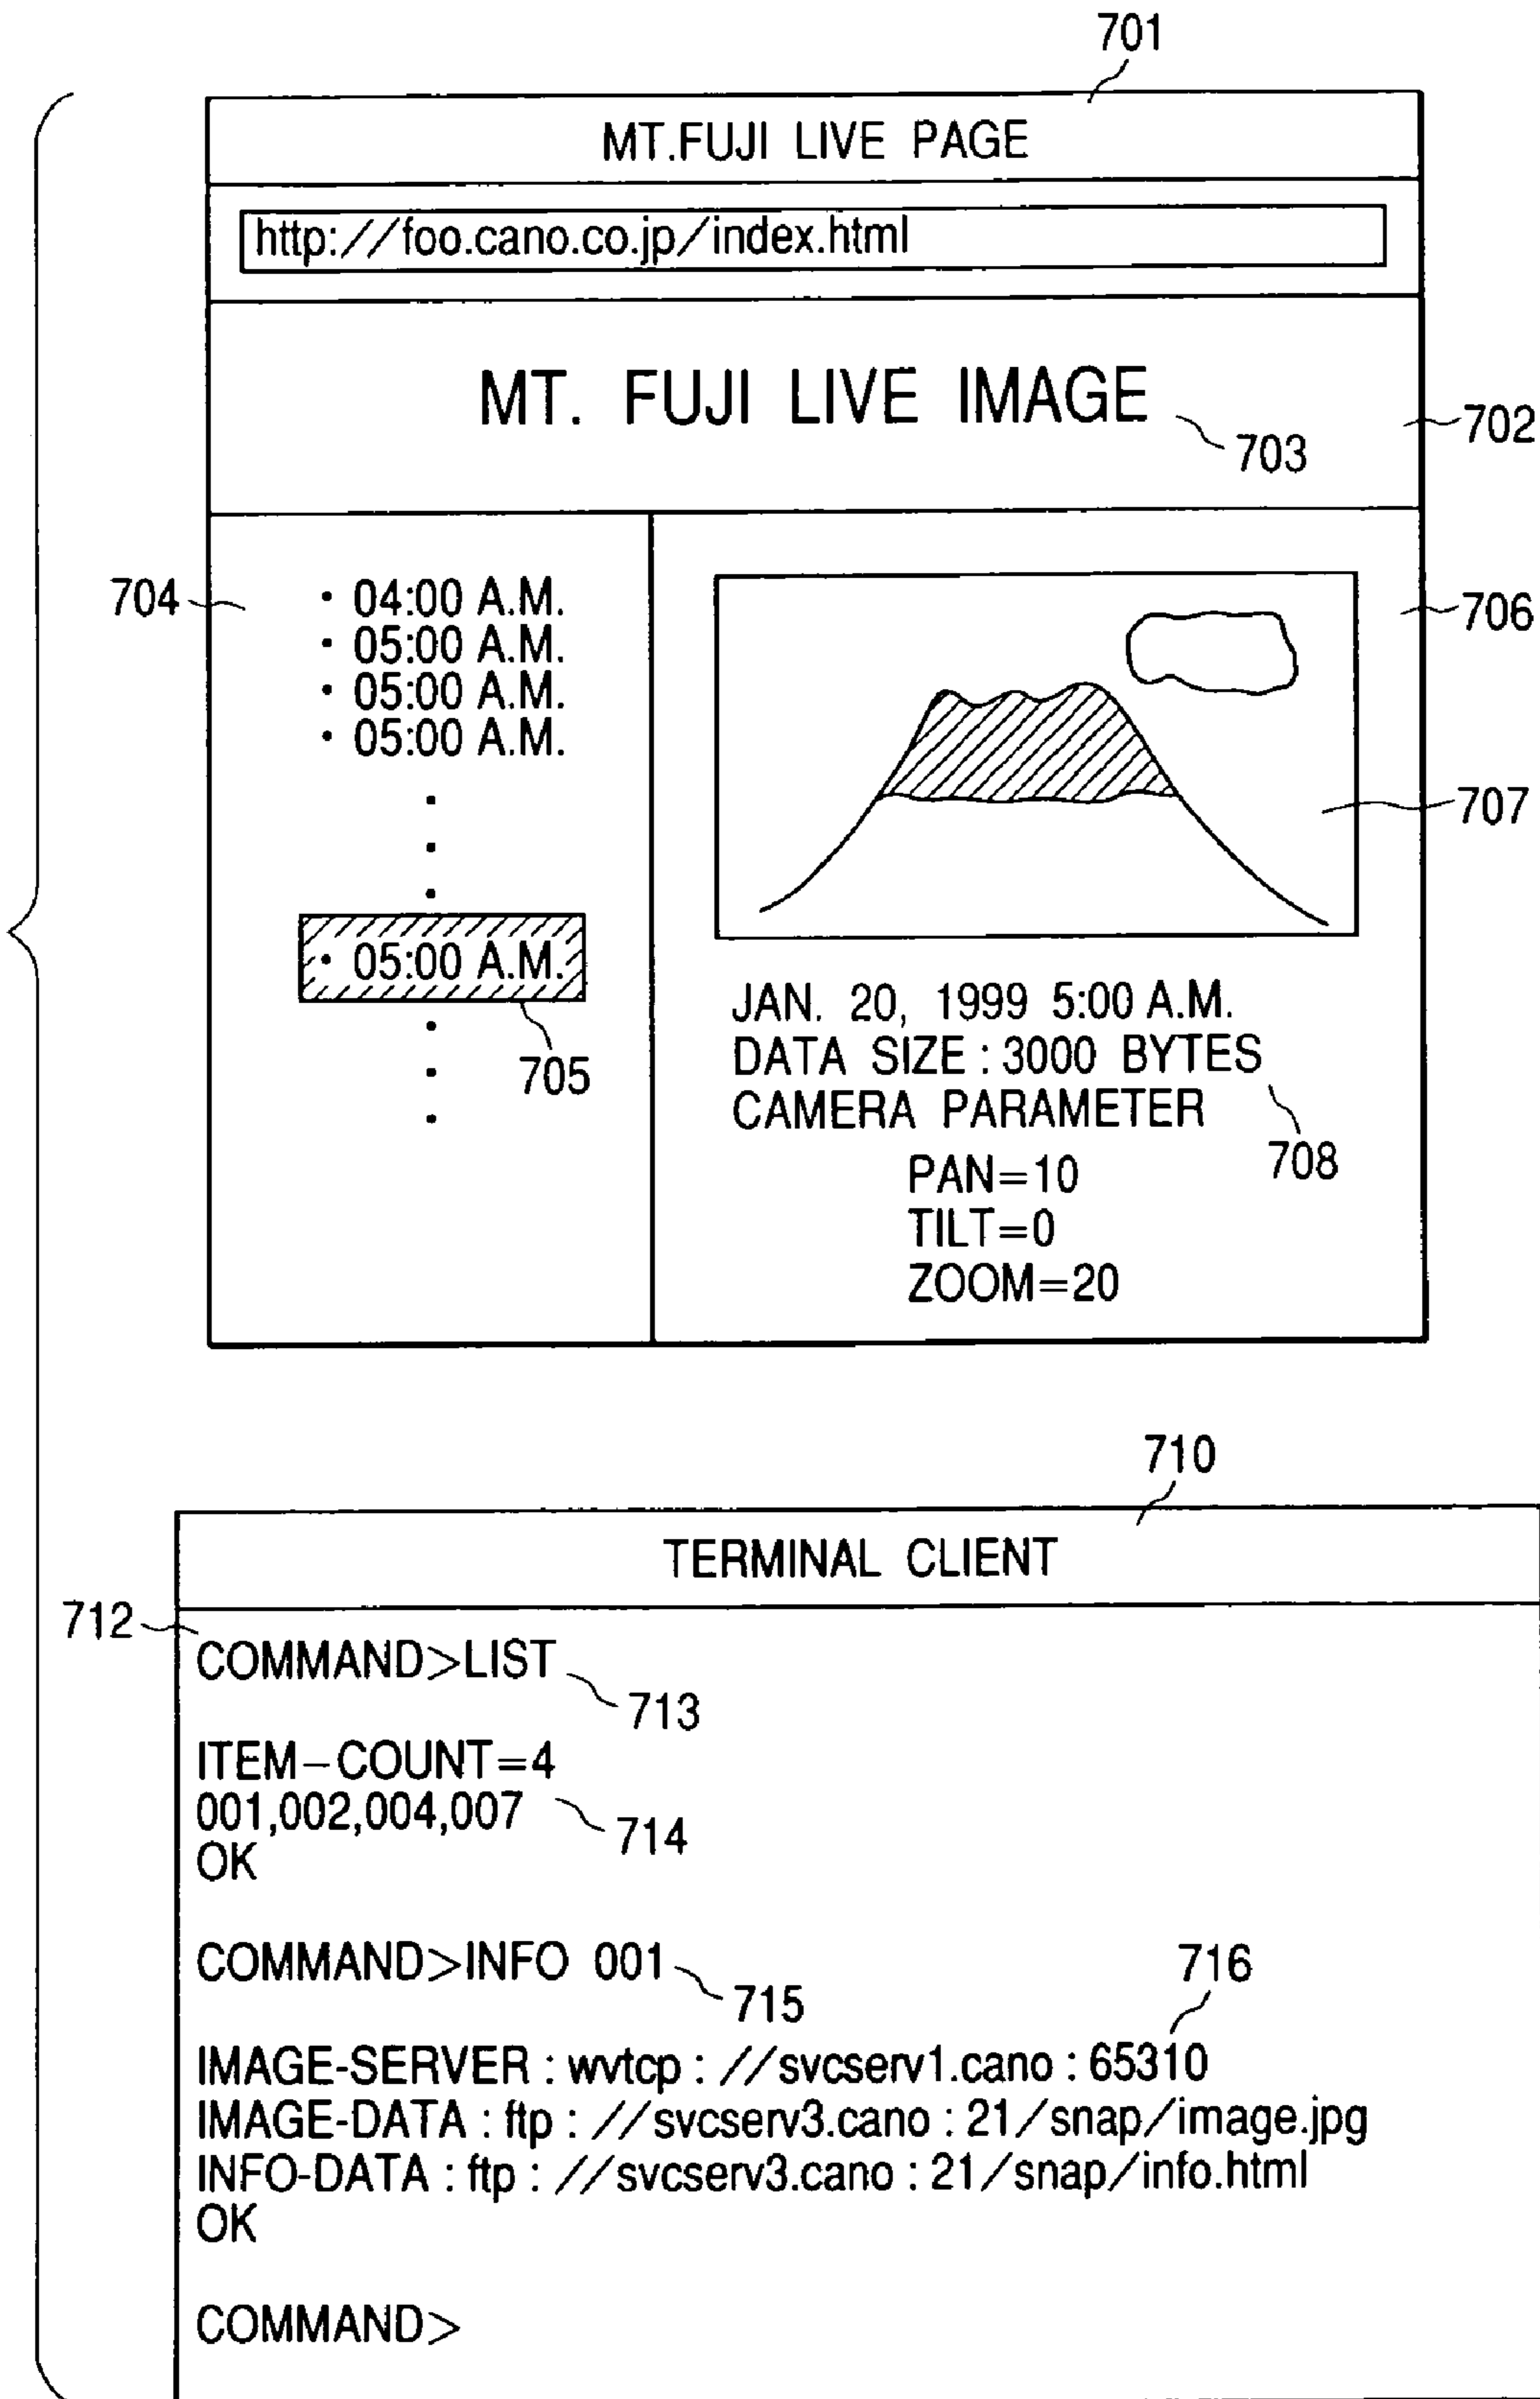 701
MT.FUJI LIVE PAGE
http://foo.cano.co.jp/index.html
MT. FUJI LIVE IMAGE
703
702
704
· 04:00 A.M.
· 05:00 A.M.
· 05:00 A.M.
· 05:00 A.M.
· 05:00 A.M.
705
706
707
JAN. 20, 1999 5:00 A.M.
DATA SIZE : 3000 BYTES
CAMERA PARAMETER
708
PAN=10
TILT=0
ZOOM=20
710
TERMINAL CLIENT
712
COMMAND>LIST
713
ITEM-COUNT=4
001,002,004,007
714
OK
COMMAND>INFO 001
715
716
IMAGE-SERVER : wvtcp : //svcserv1.cano : 65310
IMAGE-DATA : ftp : //svcserv3.cano : 21/snap/image.jpg
INFO-DATA : ftp : //svcserv3.cano : 21/snap/info.html
OK
COMMAND>